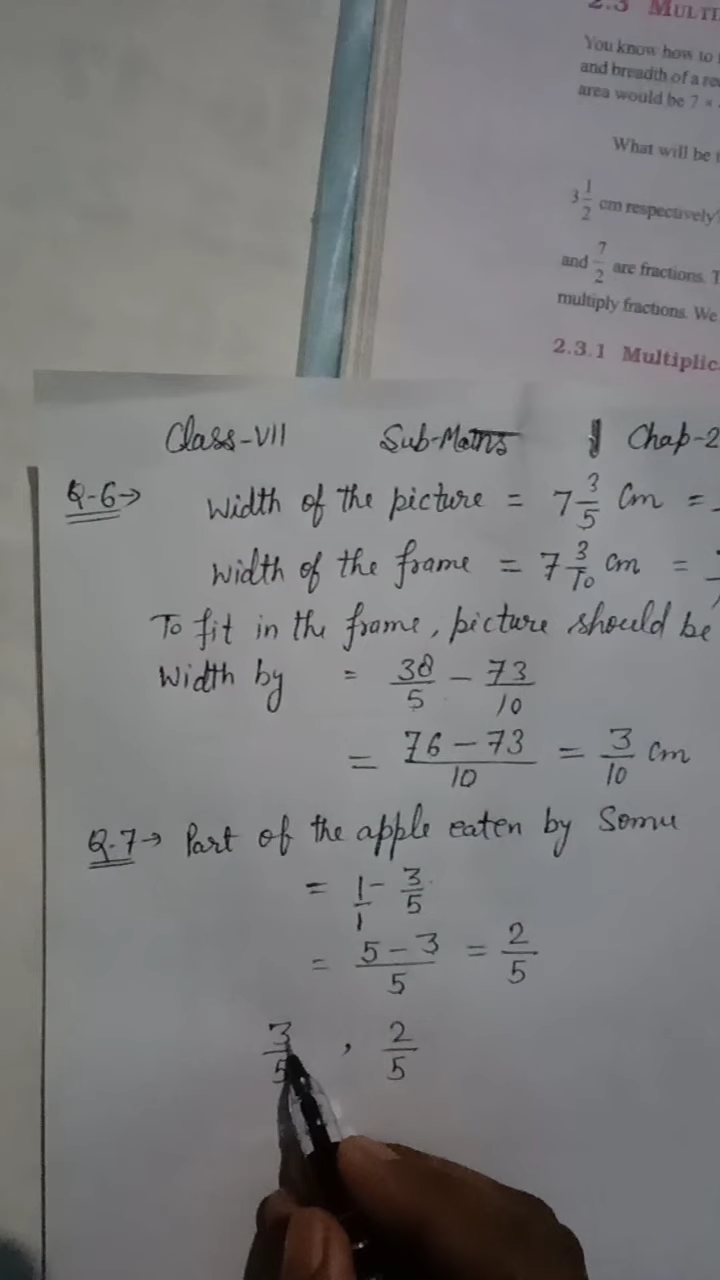 2.3 MULTI
You know how to
and breadth of a re
area would be 7 ×
What will be
3 1/2 cm respectively?
and 7/2 are fractions. T
multiply fractions. We
2.3.1 Multiplic
Class-VII Sub-Maths Chap-2
Q-6→ Width of the picture = 7 3/5 Cm =
Width of the frame = 7 3/10 cm =
To fit in the frame, picture should be
Width by = 38/5 - 73/10
= 76-73/10 = 3/10 cm
Q.7→ Part of the apple eaten by Somu
= 1/1 - 3/5
= 5-3/5 = 2/5
3/5 , 2/5